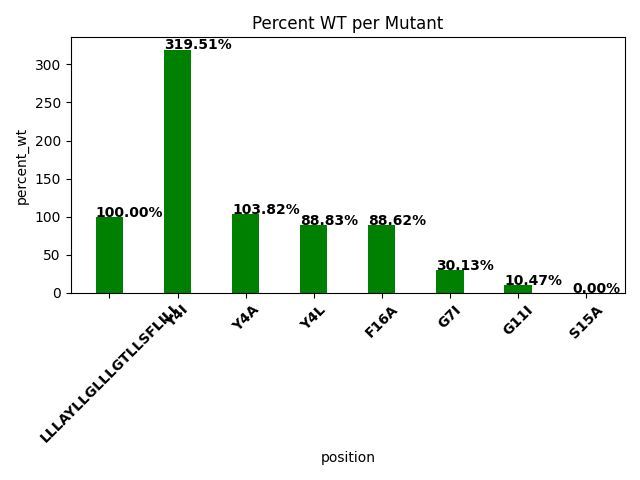 Percent WT per Mutant
319.51%
100.00%
103.82%
88.83%
88.62%
30.13%
10.47%
0.00%
300
250
200
150
100
50
0
percent_wt
Y4I
Y4A
Y4L
F16A
G7I
G11I
S15A
position